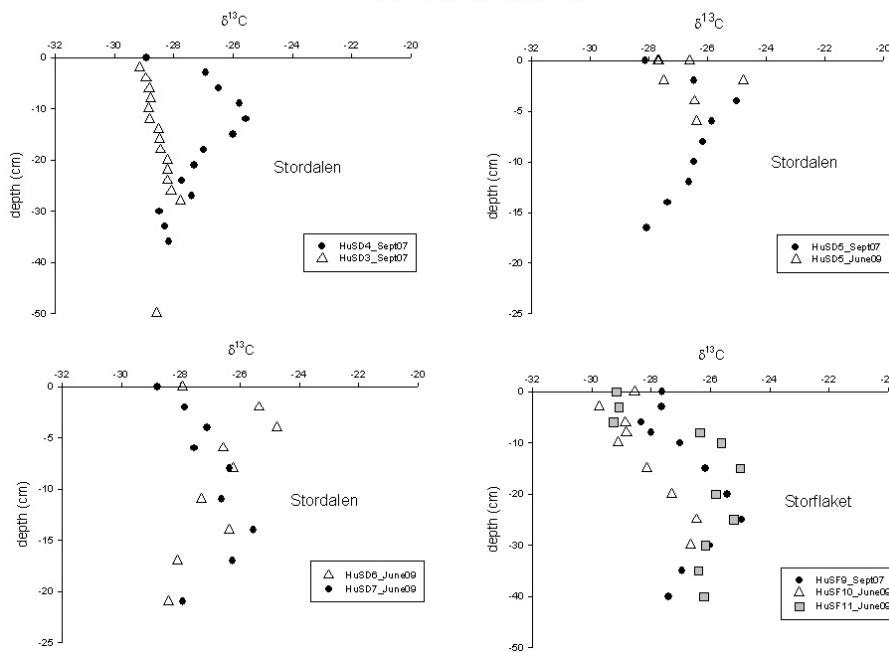 δ13C
-32 -30 -28 -26 -24 -22 -20
0
-10
-20
-30
-40
-50
depth (cm)
Stordalen
HuSD4_Sept07
HuSD3_Sept07
δ13C
-32 -30 -28 -26 -24 -22 -20
0
-5
-10
-15
-20
-25
depth (cm)
Stordalen
HuSD5_Sept07
HuSD5_June09
δ13C
-32 -30 -28 -26 -24 -22 -20
0
-5
-10
-15
-20
-25
depth (cm)
Stordalen
HuSD6_June09
HuSD7_June09
δ13C
-32 -30 -28 -26 -24 -22 -20
0
-10
-20
-30
-40
-50
depth (cm)
Storflaket
HuSF9_Sept07
HuSF10_June09
HuSF11_June09